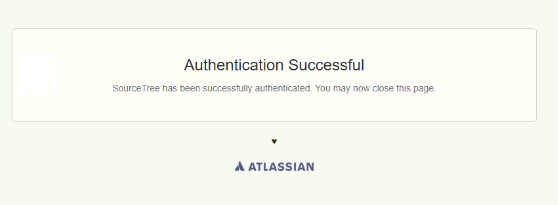 Authentication Successful
SourceTree has been successfully authenticated. You may now close this page.
♥
ATLASSIAN